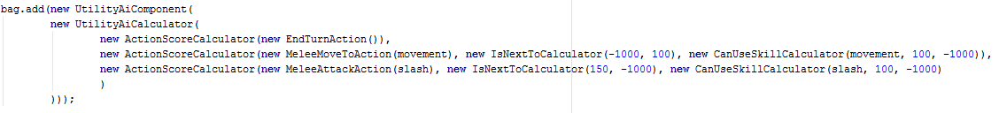 bag.add(new UtilityAiComponent(
new UtilityAiCalculator(
new ActionScoreCalculator(new EndTurnAction()),
new ActionScoreCalculator(new MeleeMoveToAction(movement), new IsNextToCalculator(-1000, 100), new CanUseSkillCalculator(movement, 100, -1000)),
new ActionScoreCalculator(new MeleeAttackAction(slash), new IsNextToCalculator(150, -1000), new CanUseSkillCalculator(slash, 100, -1000)
)
)));